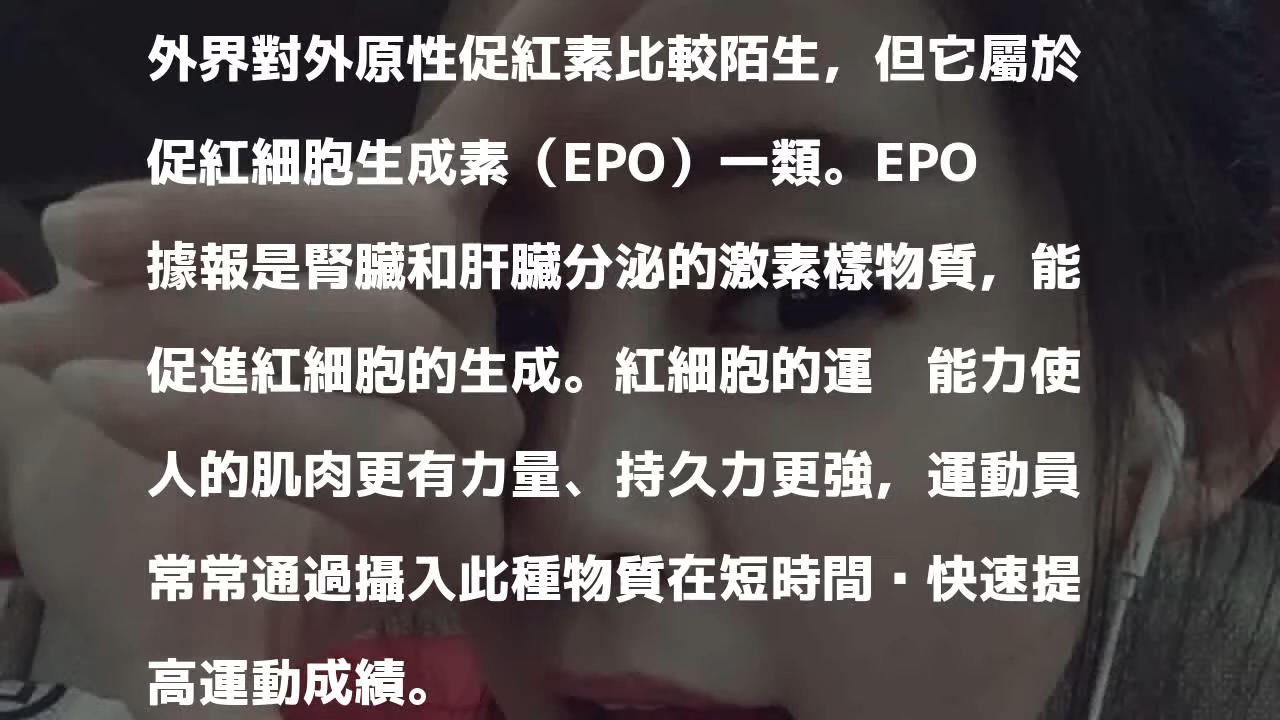 外界對外原性促紅素比較陌生，但它屬於
促紅細胞生成素（EPO）一類。EPO
據報是腎臟和肝臟分泌的激素樣物質，能
促進紅細胞的生成。紅細胞的運　能力使
人的肌肉更有力量、持久力更強，運動員
常常通過攝入此種物質在短時間·快速提
高運動成績。